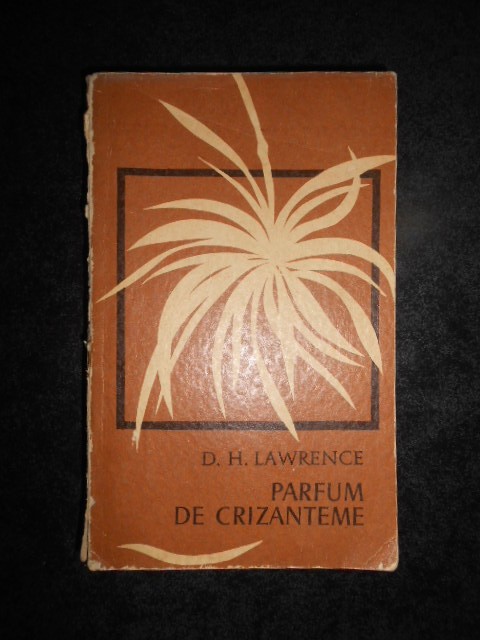 D. H. LAWRENCE
PARFUM
DE CRIZANTEME